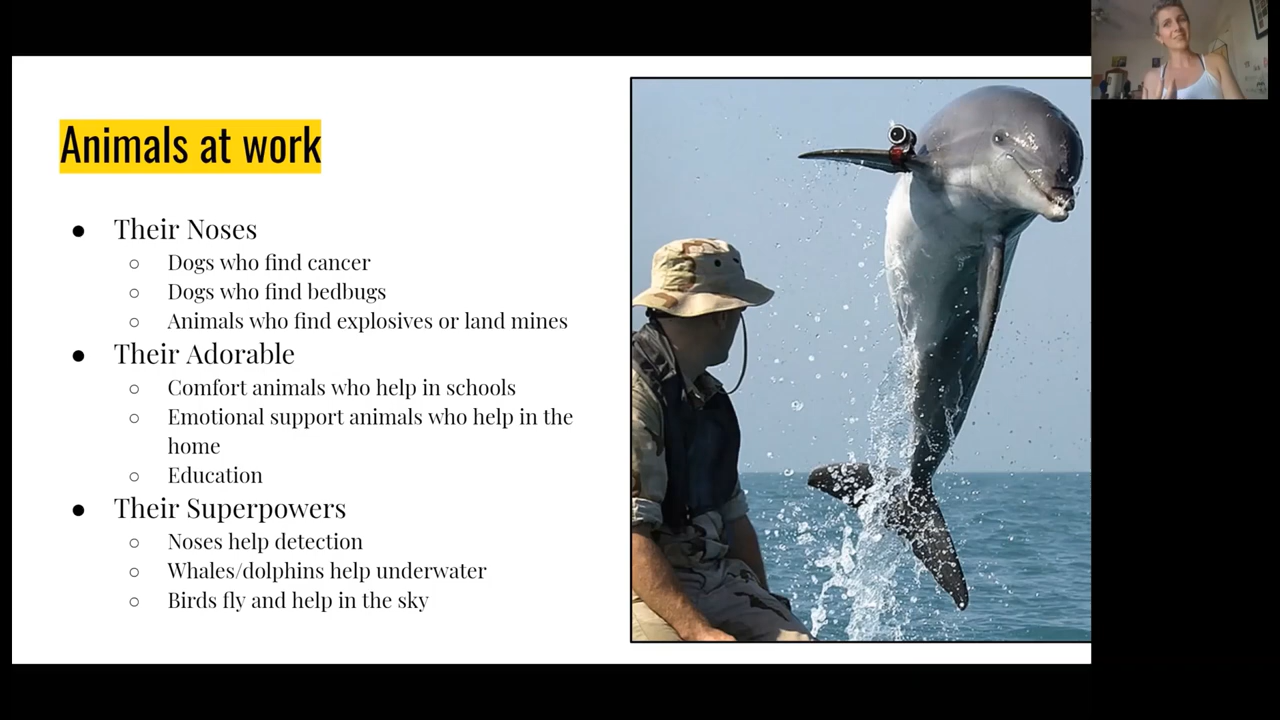 Animals at work
● Their Noses
○ Dogs who find cancer
○ Dogs who find bedbugs
○ Animals who find explosives or land mines
● Their Adorable
○ Comfort animals who help in schools
○ Emotional support animals who help in the
home
○ Education
● Their Superpowers
○ Noses help detection
○ Whales/dolphins help underwater
○ Birds fly and help in the sky